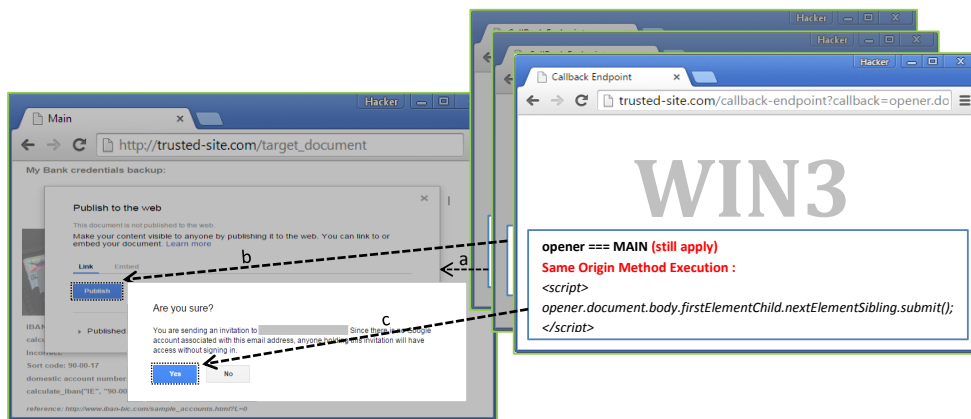 Hacker
Hacker
Hacker
Callback Endpoint
trusted-site.com/callback-endpoint?callback=opener.do
WIN3
opener === MAIN (still apply)
Same Origin Method Execution :
<script>
opener.document.body.firstElementChild.nextElementSibling.submit();
</script>
Hacker
Main
http://trusted-site.com/target_document
My Bank credentials backup:
Publish to the web
This document is not published to the web.
Make your content visible to anyone by publishing it to the web. You can link to or
embed your document. Learn more
Link Embed
Publish
b
a
Published
Are you sure?
You are sending an invitation to Since there is no Google
account associated with this email address, anyone holding this invitation will have
access without signing in.
c
Yes No
IBAN
calc
Incorrect
Sort code: 90-00-17
domestic account number
calculate_iban("IE", "90-00
reference: http://www.iban-bic.com/sample_accounts.html?L=0